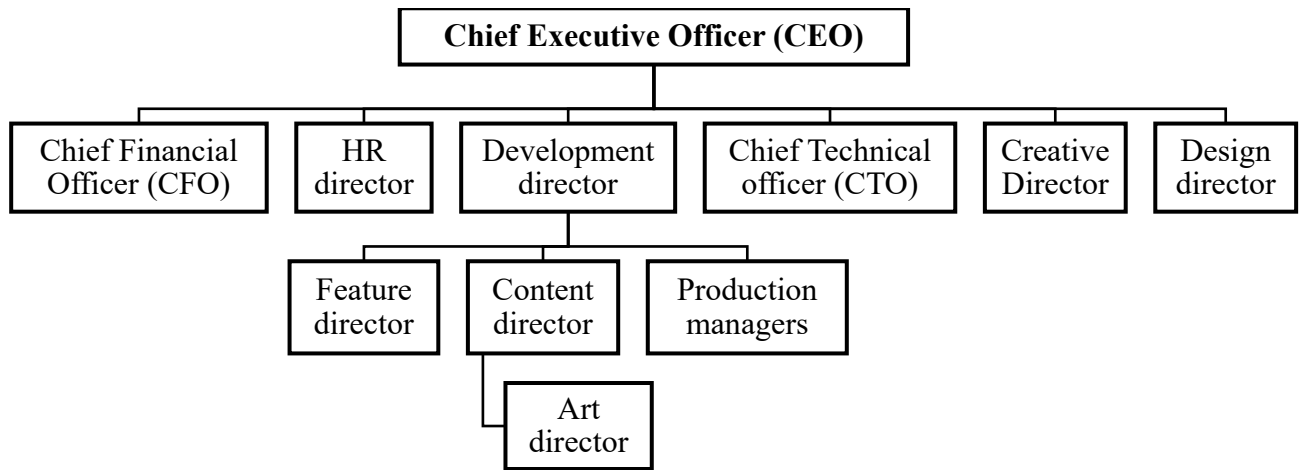 Chief Executive Officer (CEO)
Chief Financial
Officer (CFO)
HR
director
Development
director
Chief Technical
officer (CTO)
Creative
Director
Design
director
Feature
director
Content
director
Production
managers
Art
director